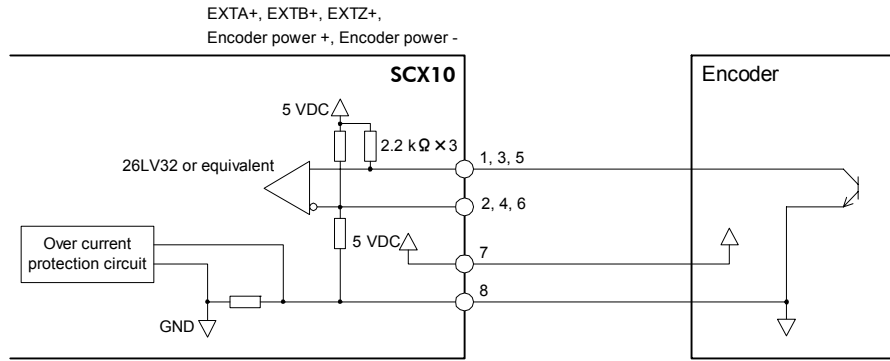 EXTA+, EXTB+, EXTZ+,
Encoder power +, Encoder power -
SCX10
Encoder
5 VDC
2.2 kΩ×3
26LV32 or equivalent
1, 3, 5
2, 4, 6
Over current
protection circuit
5 VDC
7
8
GND